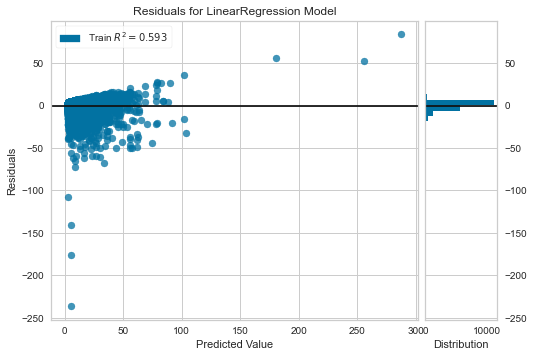 Residuals for LinearRegression Model
Train R² = 0.593
Residuals
50
0
−50
−100
−150
−200
−250
50
0
−50
−100
−150
−200
−250
0 50 100 150 200 250 300 0 10000
Predicted Value
Distribution